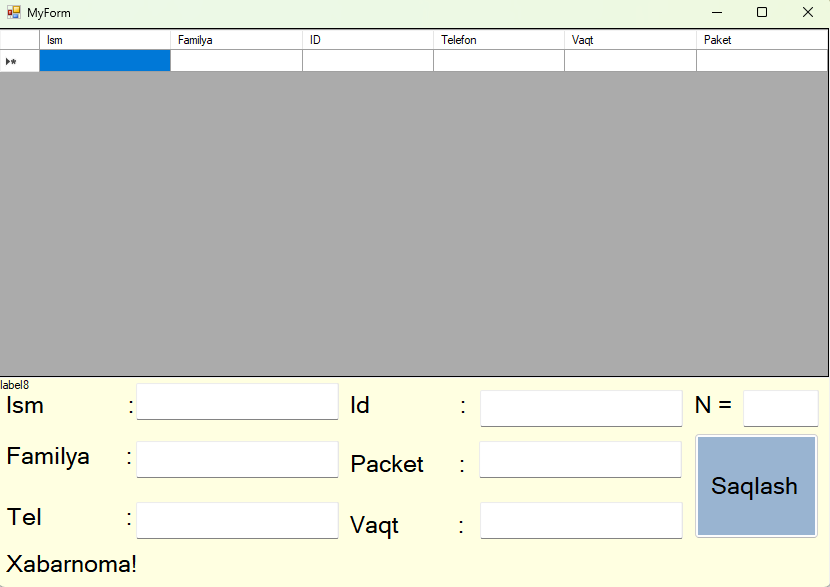 MyForm
Ism Familya ID Telefon Vaqt Paket
label8
Ism : Id : N =
Familya : Packet : Saqlash
Tel : Vaqt :
Xabarnoma!